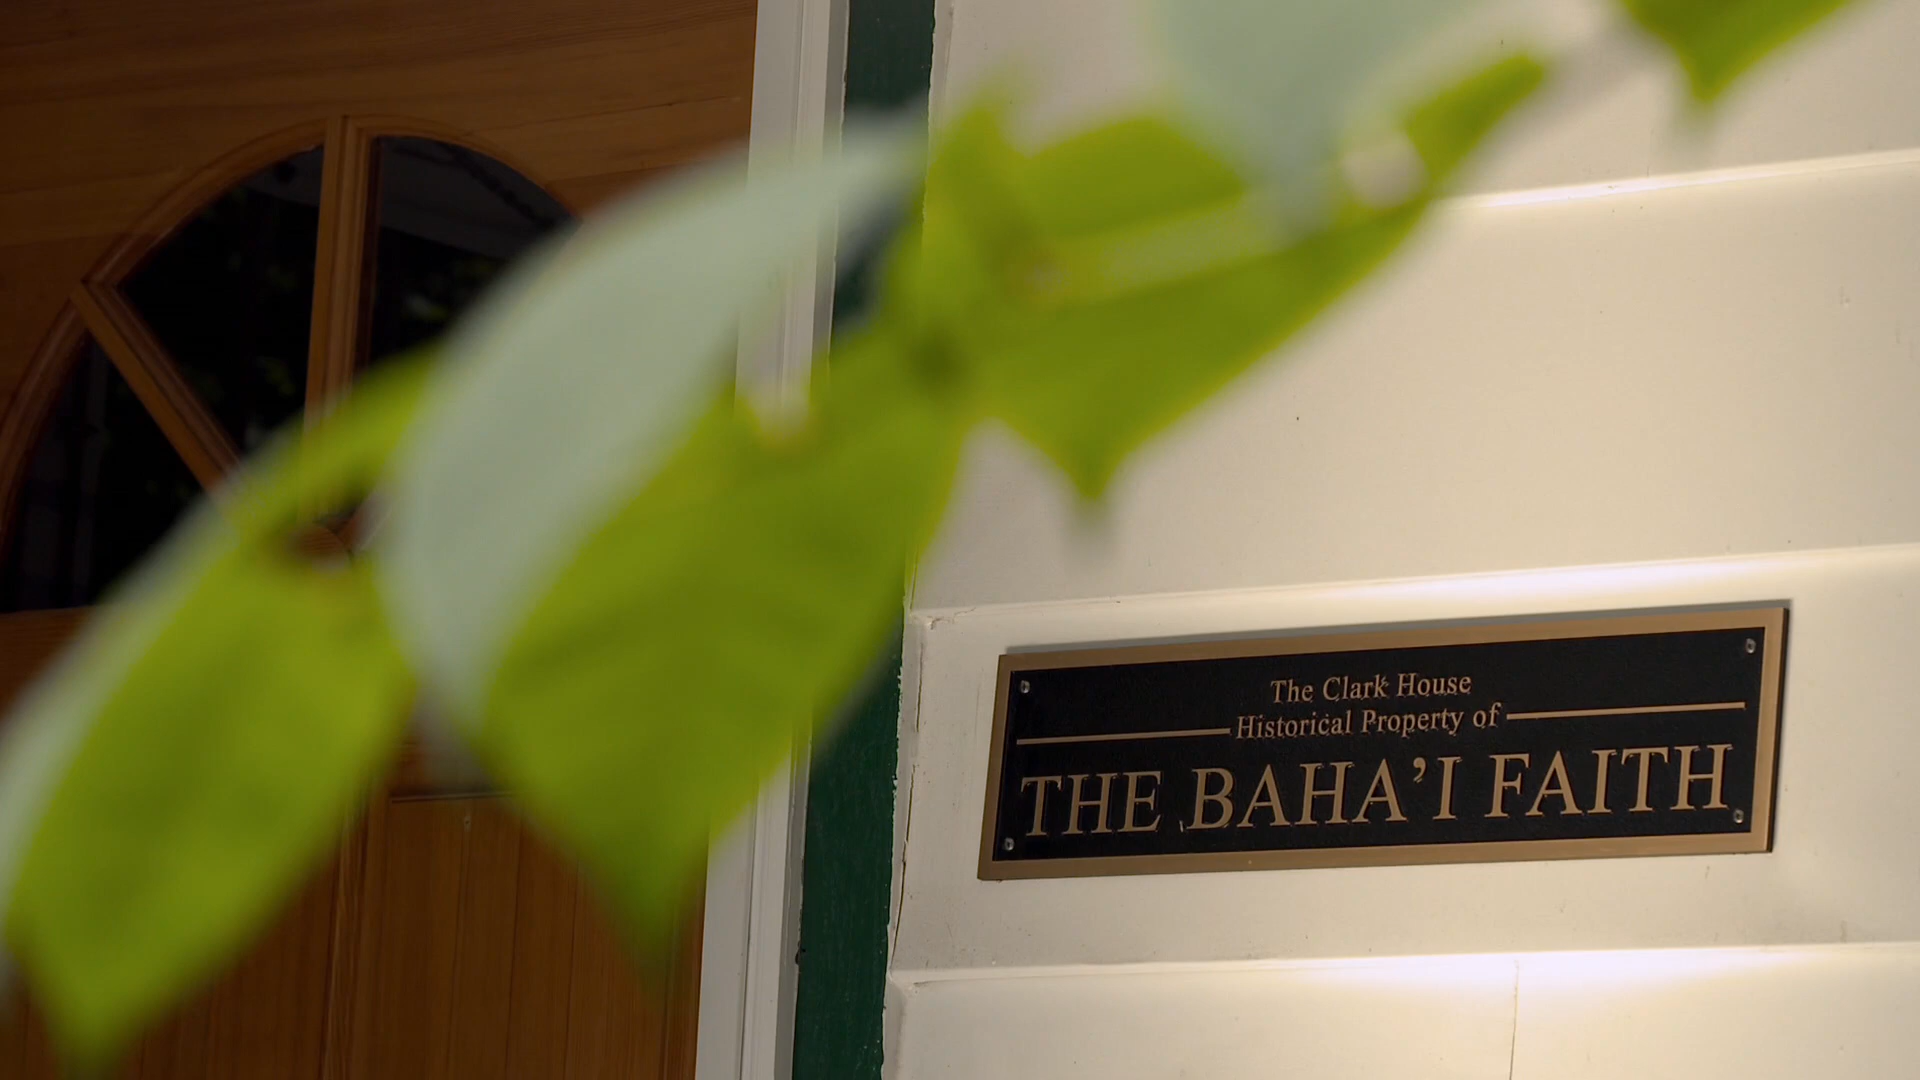 The Clark House
Historical Property of
THE BAHA'I FAITH